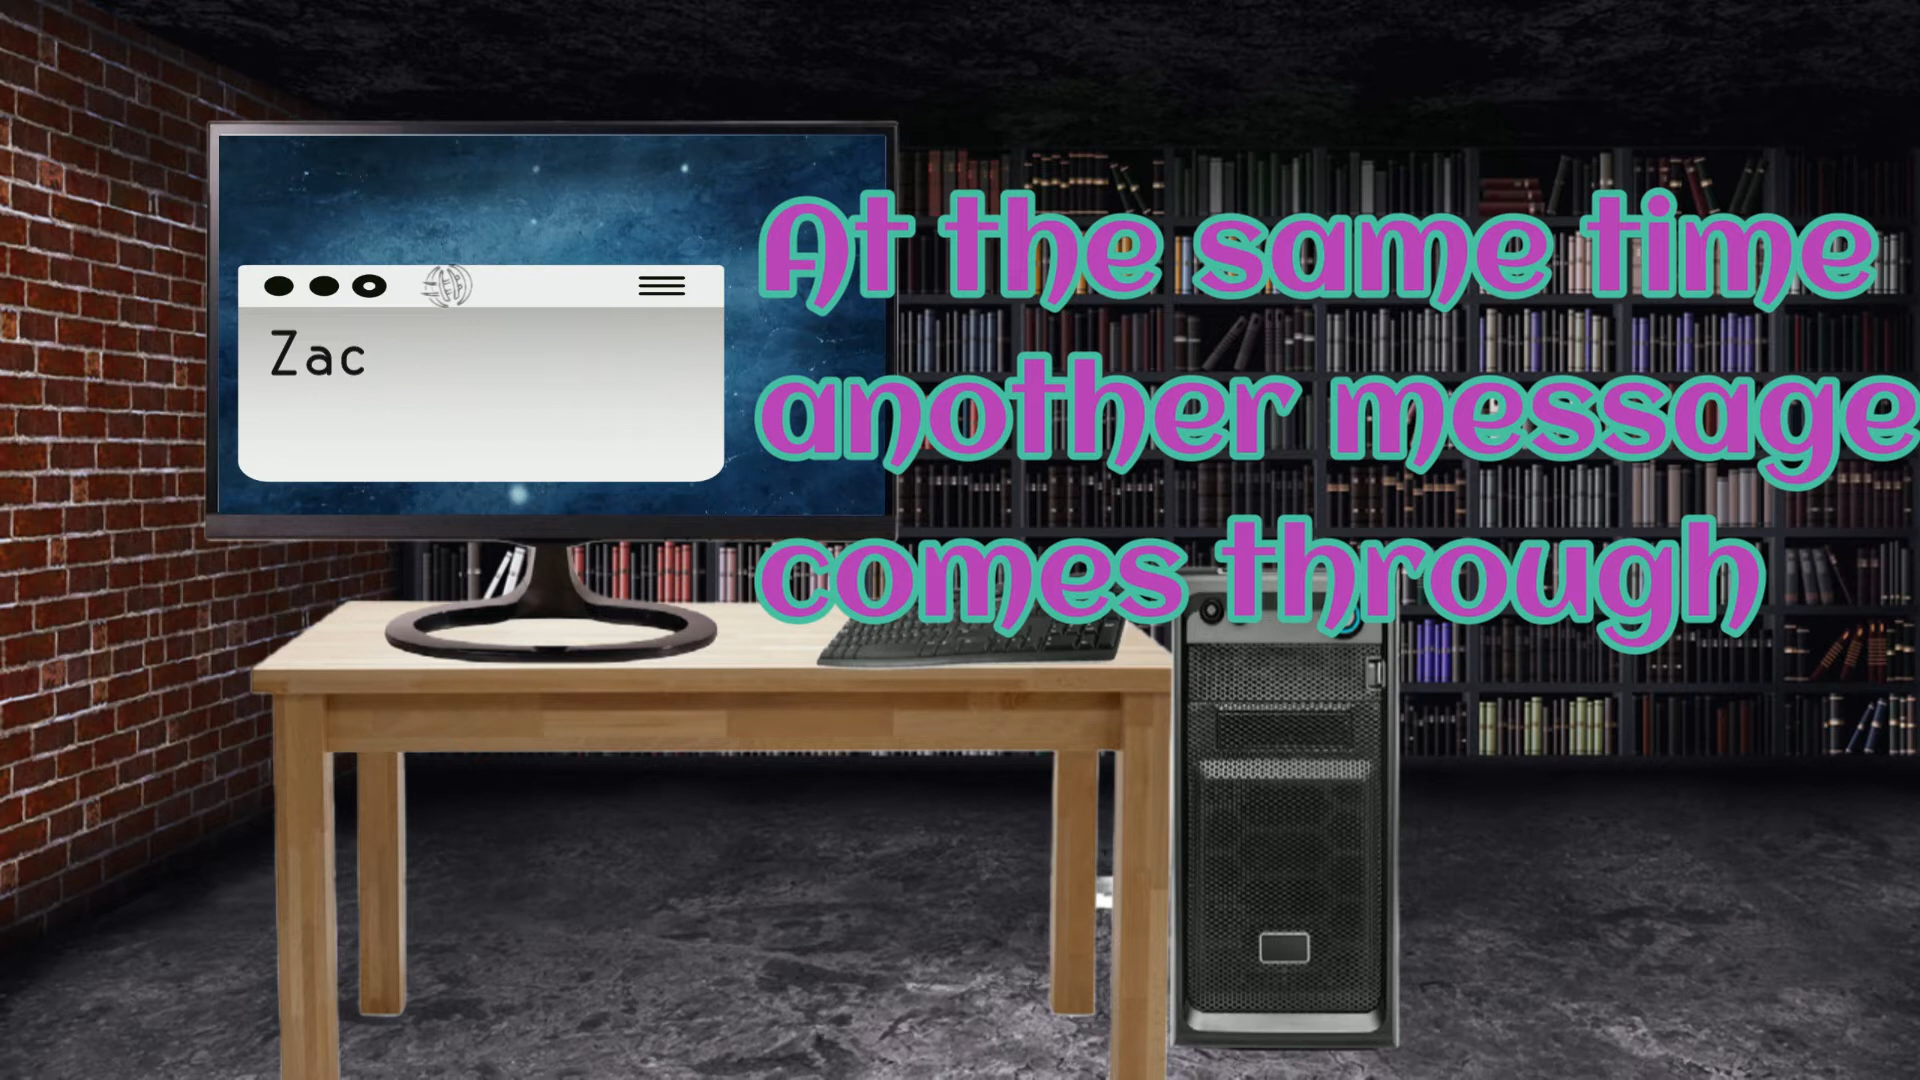 Zac
At the same time
another message
comes through